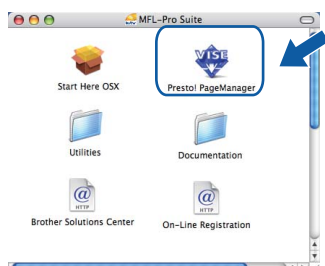 MFL-Pro Suite
VISE
Start Here OSX
Presto! PageManager
Utilities
Documentation
@
HTTP
@
HTTP
Brother Solutions Center
On-Line Registration